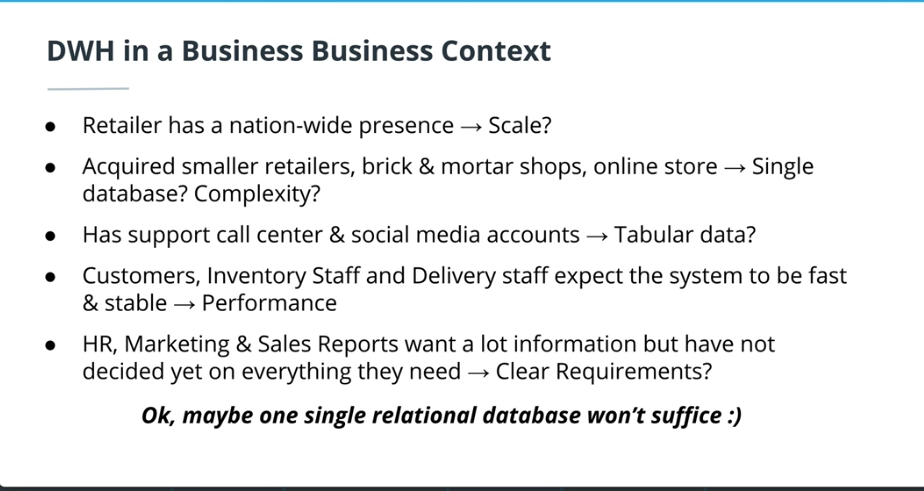 DWH in a Business Business Context
● Retailer has a nation-wide presence → Scale?
● Acquired smaller retailers, brick & mortar shops, online store → Single
database? Complexity?
● Has support call center & social media accounts → Tabular data?
● Customers, Inventory Staff and Delivery staff expect the system to be fast
& stable → Performance
● HR, Marketing & Sales Reports want a lot information but have not
decided yet on everything they need → Clear Requirements?
Ok, maybe one single relational database won't suffice :)